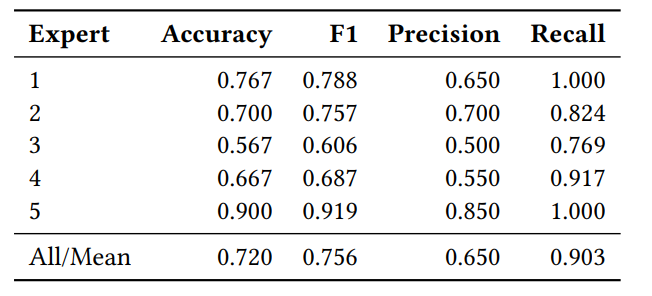 Expert Accuracy F1 Precision Recall
1 0.767 0.788 0.650 1.000
2 0.700 0.757 0.700 0.824
3 0.567 0.606 0.500 0.769
4 0.667 0.687 0.550 0.917
5 0.900 0.919 0.850 1.000
All/Mean 0.720 0.756 0.650 0.903